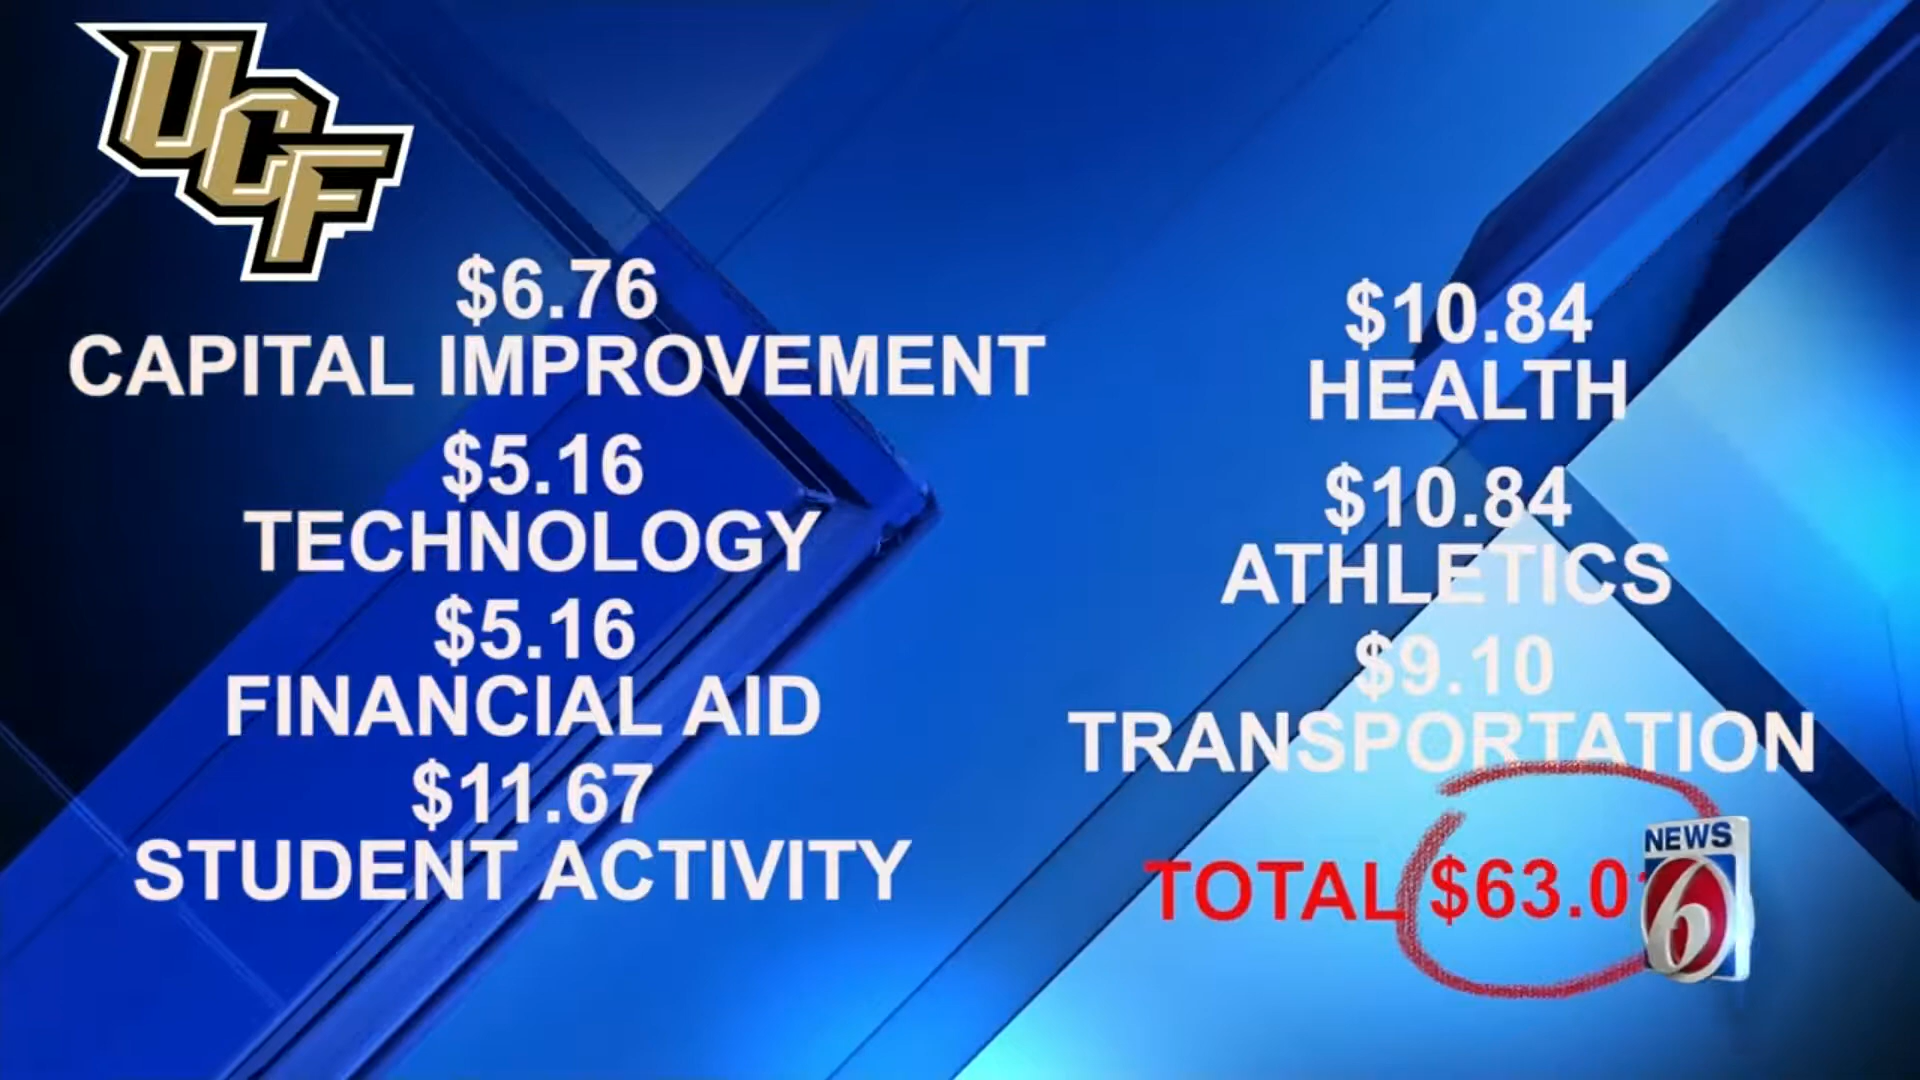 UCF
$6.76
CAPITAL IMPROVEMENT
$5.16
TECHNOLOGY
$5.16
FINANCIAL AID
$11.67
STUDENT ACTIVITY
$10.84
HEALTH
$10.84
ATHLETICS
$9.10
TRANSPORTATION
TOTAL $63.0
NEWS
6